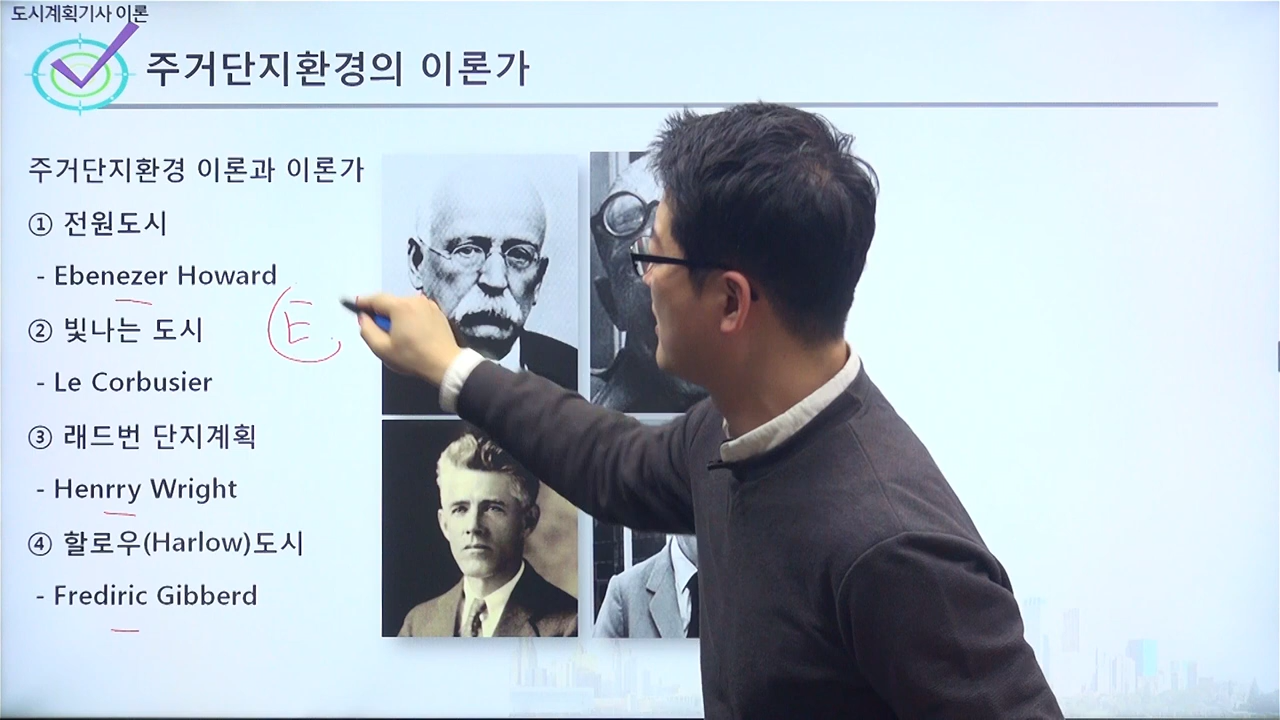 도시계획기사 이론
주거단지환경의 이론가
주거단지환경 이론과 이론가
① 전원도시
- Ebenezer Howard
② 빛나는 도시
- Le Corbusier
③ 래드번 단지계획
- Henrry Wright
④ 할로우(Harlow)도시
- Frediric Gibberd
E.